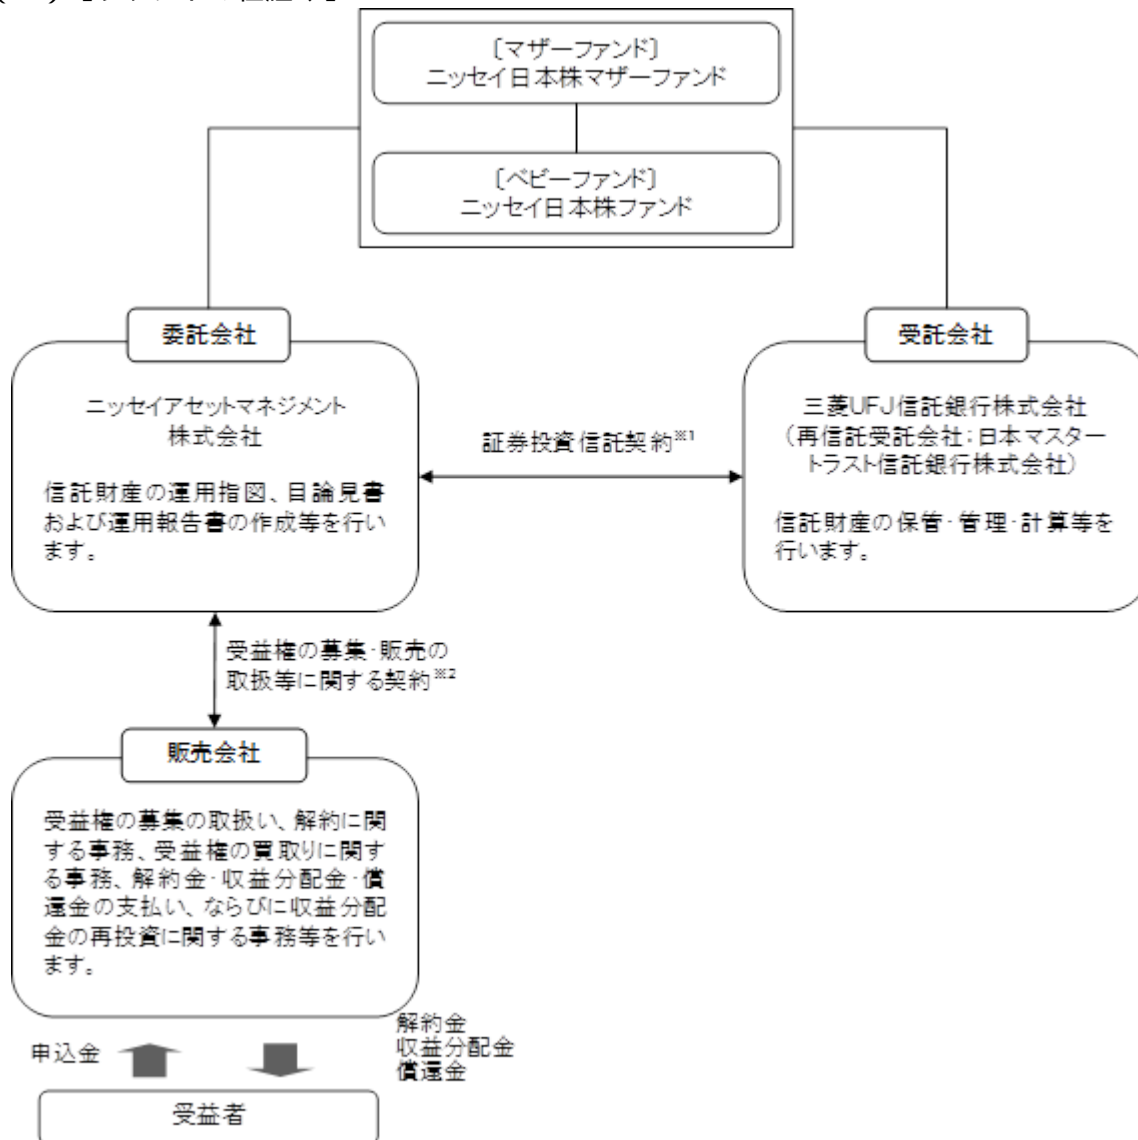 〔マザーファンド〕
ニッセイ日本株マザーファンド
〔ベビーファンド〕
ニッセイ日本株ファンド
委託会社
ニッセイアセットマネジメント
株式会社
信託財産の運用指図、目論見書
および運用報告書の作成等を行い
ます。
証券投資信託契約※1
受託会社
三菱UFJ信託銀行株式会社
(再信託受託会社:日本マスター
トラスト信託銀行株式会社)
信託財産の保管・管理・計算等を
行います。
受益権の募集・販売の
取扱等に関する契約※2
販売会社
受益権の募集の取扱い、解約に関
する事務、受益権の買取りに関す
る事務、解約金・収益分配金・償
還金の支払い、ならびに収益分配
金の再投資に関する事務等を行い
ます。
申込金
解約金
収益分配金
償還金
受益者